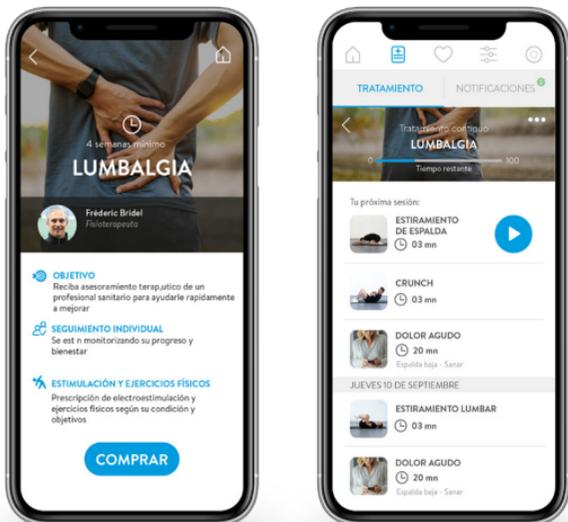 4 semanas mínimo
LUMBALGIA
Fréderic Bridel
Fisioterapeuta
OBJETIVO
Reciba asesoramiento terap,utico de un
profesional sanitario para ayudarle rapidamente
a mejorar
SEGUIMIENTO INDIVIDUAL
Se est n monitorizando su progreso y
bienestar
ESTIMULACIÓN Y EJERCICIOS FÍSICOS
Prescripción de electroestimulación y
ejercicios físicos según su condición y
objetivos
COMPRAR
TRATAMIENTO
NOTIFICACIONES
Tratamiento contiguo
LUMBALGIA
0
100
Tiempo restante
Tu próxima sesión:
ESTIRAMIENTO
DE ESPALDA
03 mn
CRUNCH
03 mn
DOLOR AGUDO
20 mn
Espalda baja - Sanar
JUEVES 10 DE SEPTIEMBRE
ESTIRAMIENTO LUMBAR
03 mn
DOLOR AGUDO
20 mn
Espalda baja - Sanar